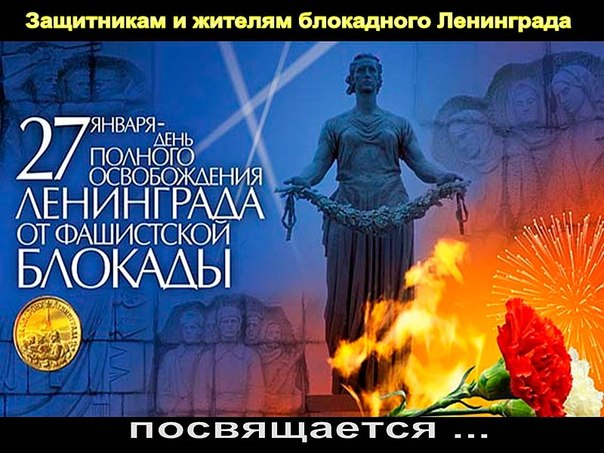 Защитникам и жителям блокадного Ленинграда
27 ЯНВАРЯ-
ДЕНЬ
ПОЛНОГО
ОСВОБОЖДЕНИЯ
ЛЕНИНГРАДА
ОТ ФАШИСТСКОЙ
БЛОКАДЫ
посвящается ...